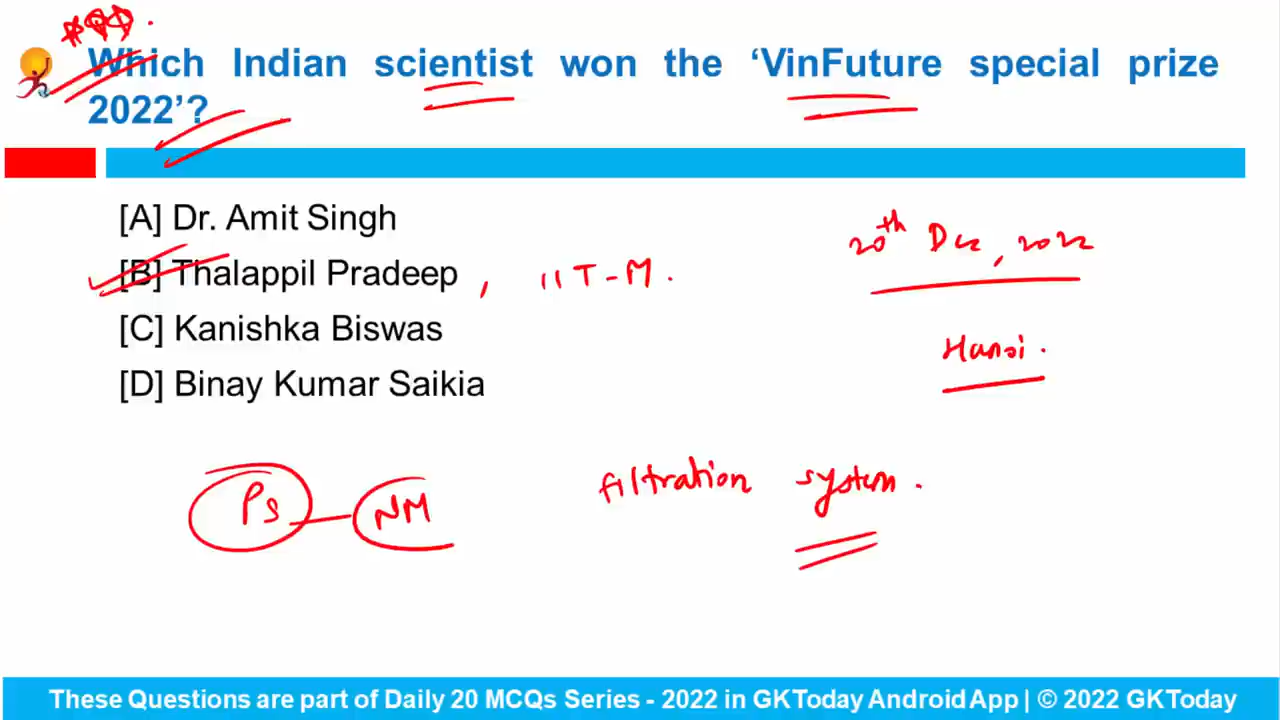 Which Indian scientist won the ‘VinFuture special prize
2022’?
[A] Dr. Amit Singh
20th Dec, 2022
[B] Thalappil Pradeep , IIT-M.
[C] Kanishka Biswas
Hanoi.
[D] Binay Kumar Saikia
filtration system.
Ps NM
These Questions are part of Daily 20 MCQs Series - 2022 in GKToday Android App | © 2022 GKToday